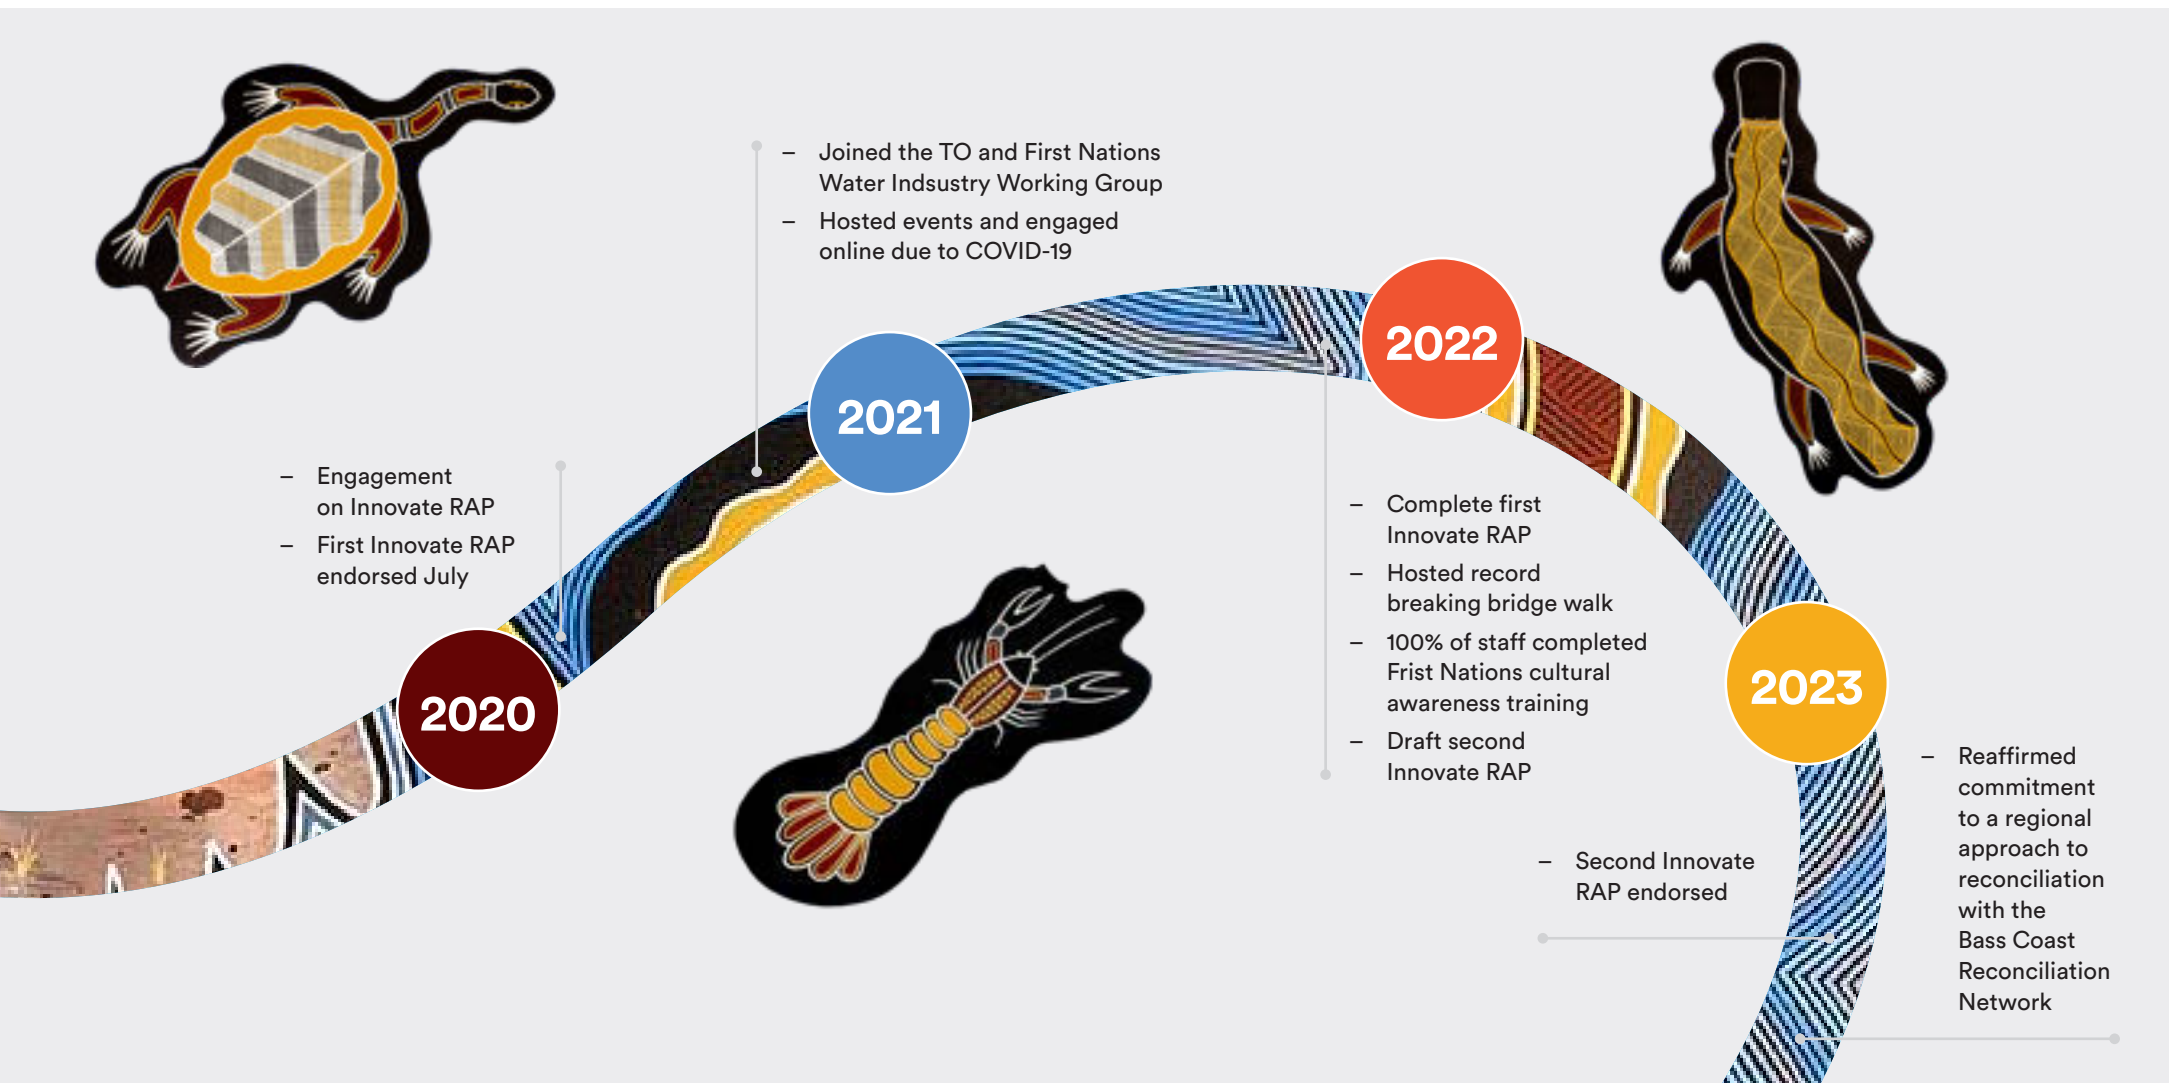 2020
– Engagement
on Innovate RAP
– First Innovate RAP
endorsed July
2021
– Joined the TO and First Nations
Water Indsustry Working Group
– Hosted events and engaged
online due to COVID-19
2022
– Complete first
Innovate RAP
– Hosted record
breaking bridge walk
– 100% of staff completed
Frist Nations cultural
awareness training
– Draft second
Innovate RAP
2023
– Second Innovate
RAP endorsed
– Reaffirmed
commitment
to a regional
approach to
reconciliation
with the
Bass Coast
Reconciliation
Network